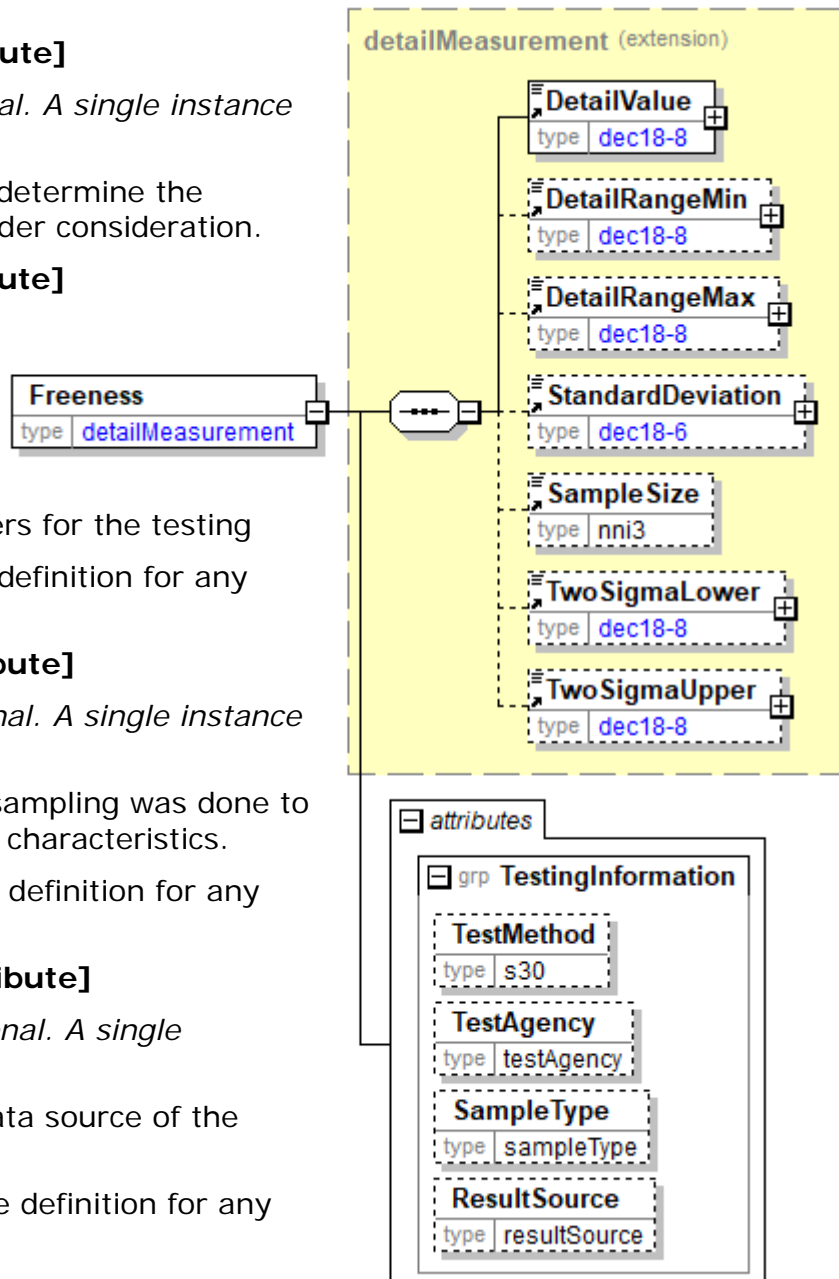 ute]
al. A single instance
determine the
der consideration.
ute]
ers for the testing
definition for any
bute]
nal. A single instance
sampling was done to
characteristics.
definition for any
ibute]
onal. A single
ata source of the
e definition for any
Freeness
type detailMeasurement
detailMeasurement (extension)
DetailValue
type dec18-8
DetailRangeMin
type dec18-8
DetailRangeMax
type dec18-8
StandardDeviation
type dec18-6
SampleSize
type nni3
TwoSigmaLower
type dec18-8
TwoSigmaUpper
type dec18-8
attributes
grp TestingInformation
TestMethod
type s30
TestAgency
type testAgency
SampleType
type sampleType
ResultSource
type resultSource